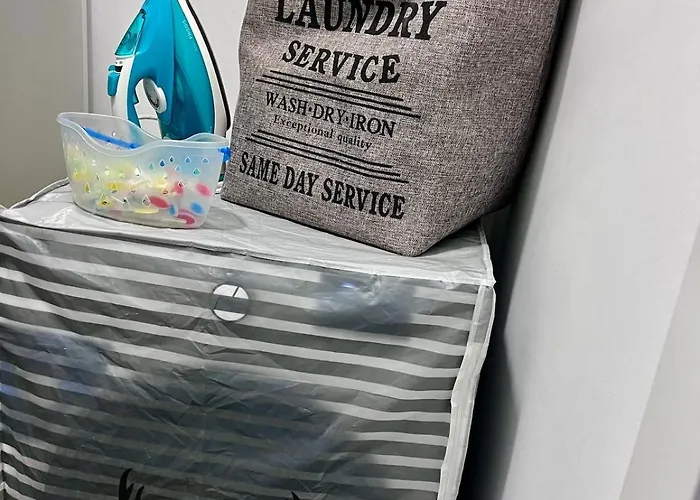 LAUNDRY
SERVICE
WASH·DRY·IRON
Exceptional quality
SAME DAY SERVICE